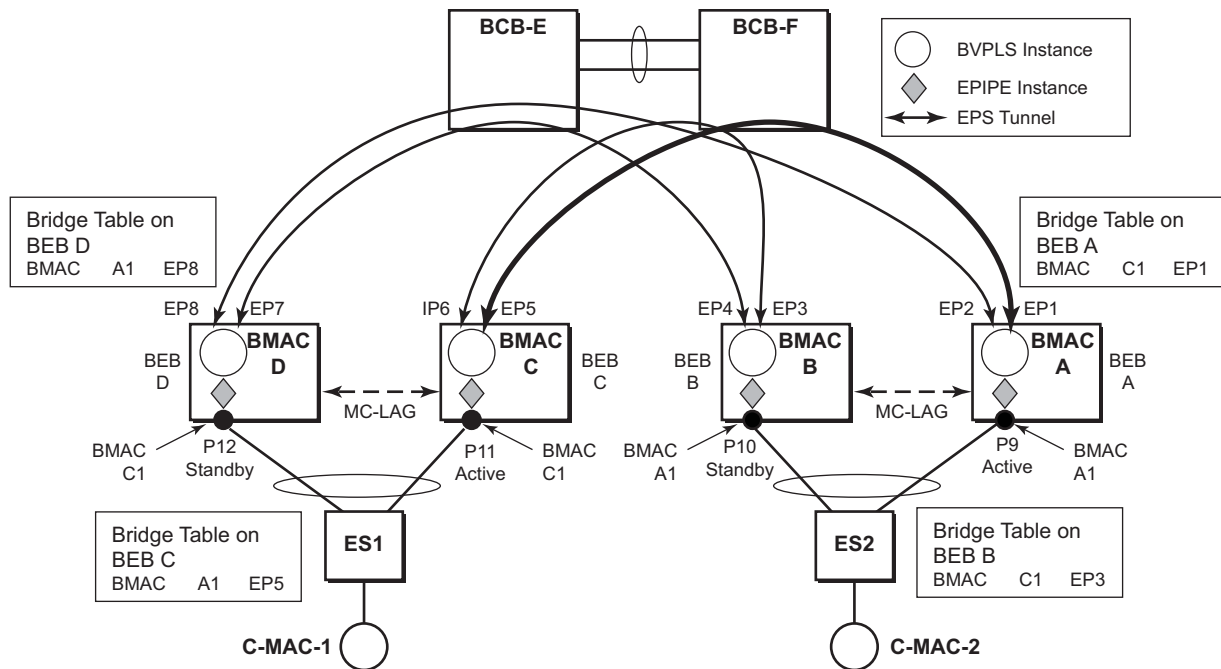 BCB-E
BCB-F
BVPLS Instance
EPIPE Instance
EPS Tunnel
Bridge Table on
BEB D
BMAC A1 EP8
Bridge Table on
BEB A
BMAC C1 EP1
EP8
EP7
IP6
EP5
EP4
EP3
EP2
EP1
BEB
D
BMAC
D
BMAC
C
BEB
C
BEB
B
BMAC
B
BMAC
A
BEB
A
MC-LAG
MC-LAG
BMAC
C1
P12
Standby
P11
Active
BMAC
C1
BMAC
A1
P10
Standby
P9
Active
BMAC
A1
Bridge Table on
BEB C
BMAC A1 EP5
ES1
ES2
Bridge Table on
BEB B
BMAC C1 EP3
C-MAC-1
C-MAC-2